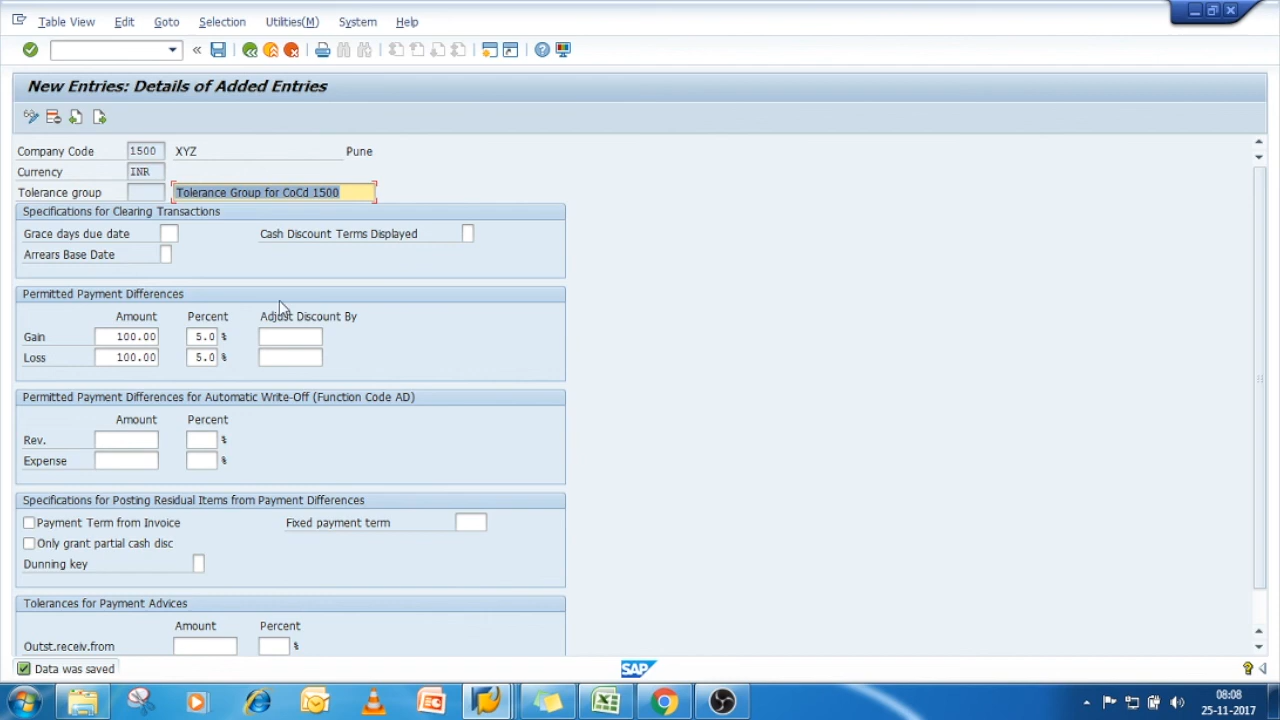 Table View Edit Goto Selection Utilities(M) System Help
New Entries: Details of Added Entries
Company Code 1500 XYZ Pune
Currency INR
Tolerance group Tolerance Group for CoCd 1500
Specifications for Clearing Transactions
Grace days due date Cash Discount Terms Displayed
Arrears Base Date
Permitted Payment Differences
Amount Percent Adjust Discount By
Gain 100.00 5.0 %
Loss 100.00 5.0 %
Permitted Payment Differences for Automatic Write-Off (Function Code AD)
Amount Percent
Rev. %
Expense %
Specifications for Posting Residual Items from Payment Differences
Payment Term from Invoice Fixed payment term
Only grant partial cash disc
Dunning key
Tolerances for Payment Advices
Amount Percent
Outst.receiv.from %
Data was saved SAP
08:08
25-11-2017